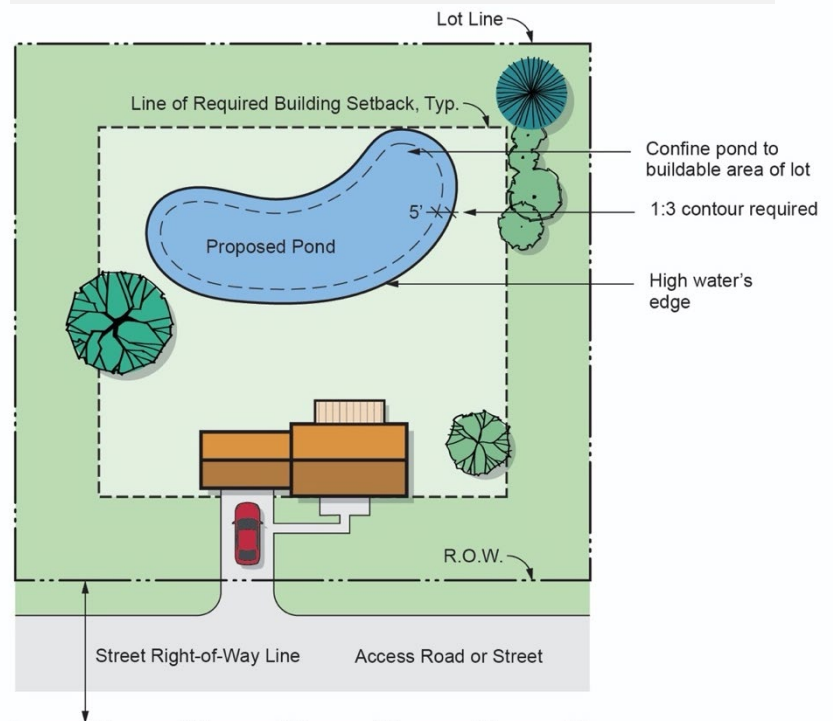 Lot Line
Line of Required Building Setback, Typ.
Confine pond to
buildable area of lot
5'
1:3 contour required
Proposed Pond
High water's
edge
R.O.W.
Street Right-of-Way Line
Access Road or Street